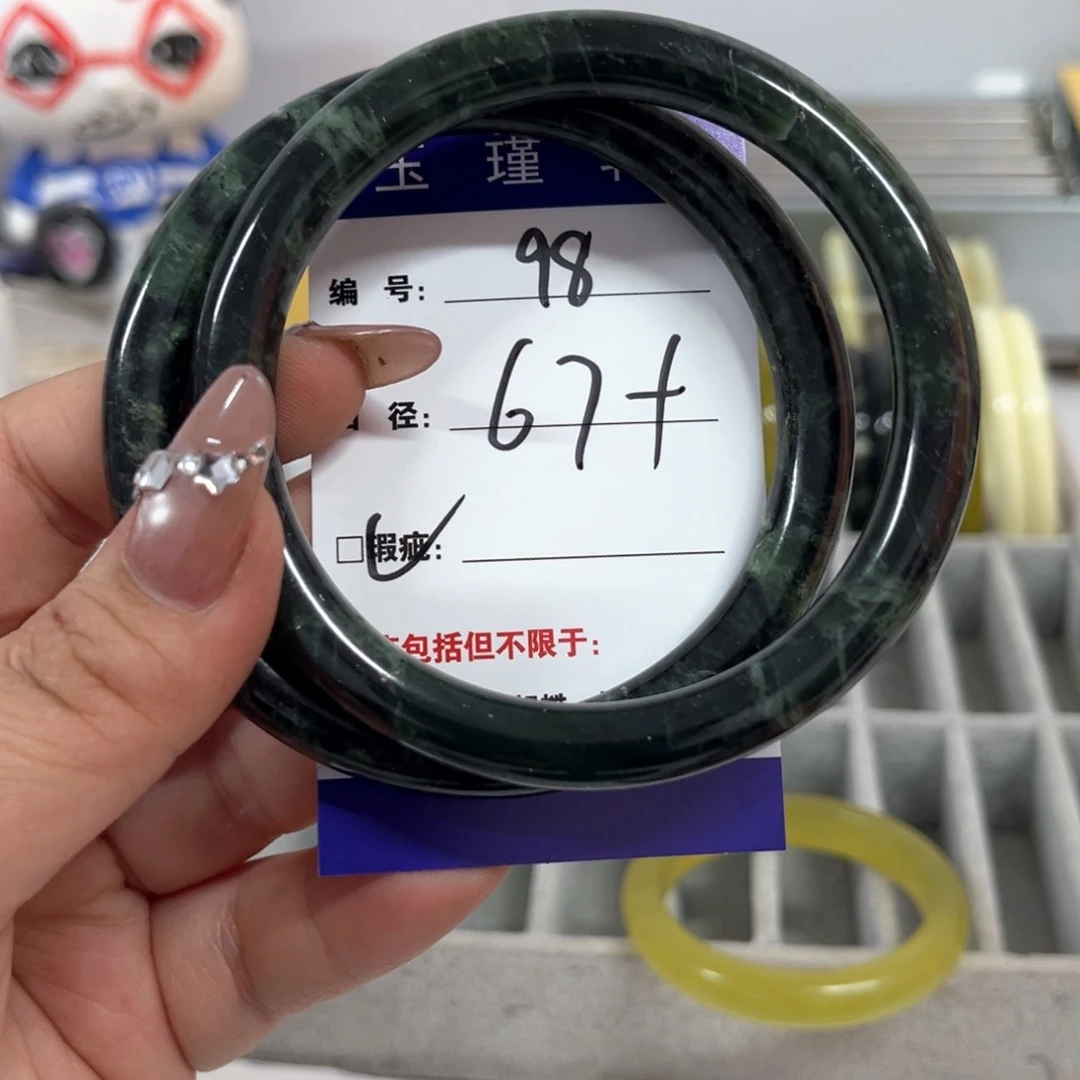 玉瑾
编 号: 98
径: 67+
□瑕疵: ✓
包括但不限于: